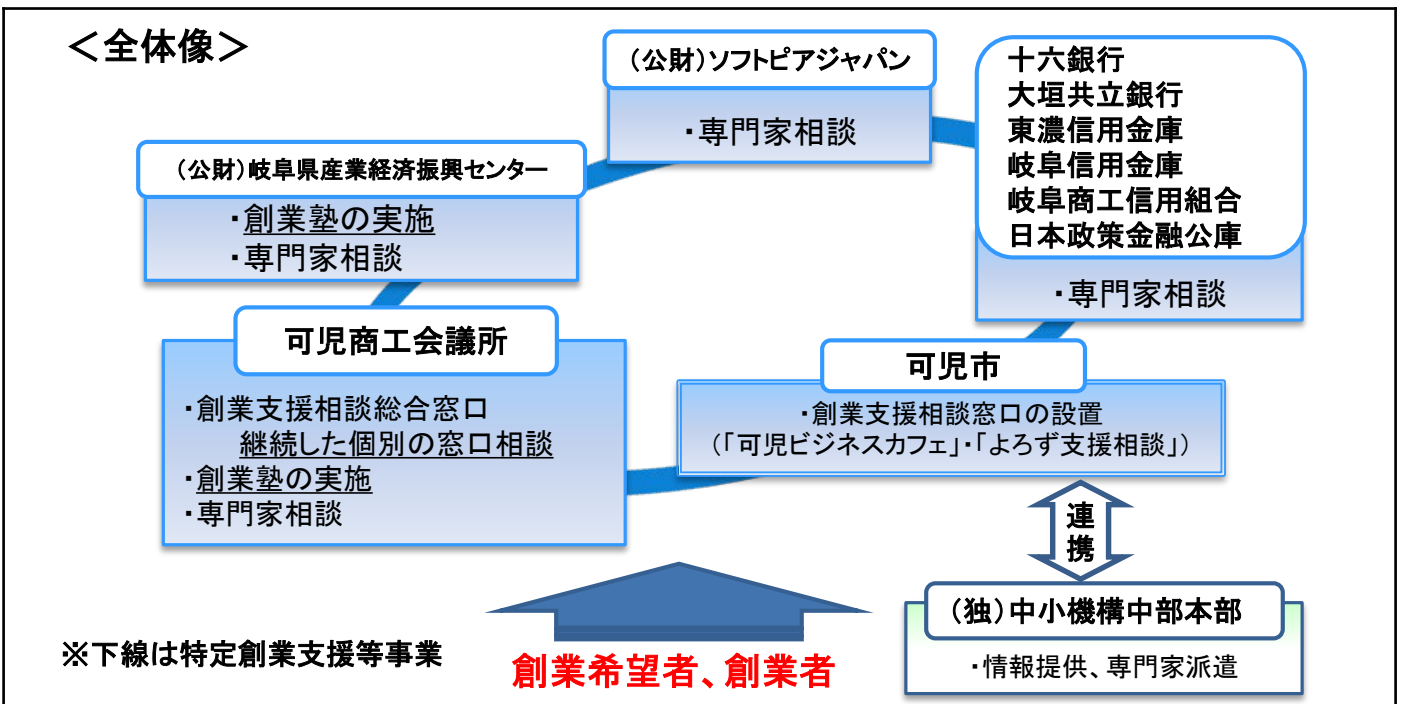 ＜全体像＞
（公財）ソフトピアジャパン
・専門家相談
十六銀行
大垣共立銀行
東濃信用金庫
岐阜信用金庫
岐阜商工信用組合
日本政策金融公庫
・専門家相談
（公財）岐阜県産業経済振興センター
・創業塾の実施
・専門家相談
可児商工会議所
・創業支援相談総合窓口
継続した個別の窓口相談
・創業塾の実施
・専門家相談
可児市
・創業支援相談窓口の設置
（「可児ビジネスカフェ」・「よろず支援相談」）
連
携
（独）中小機構中部本部
・情報提供、専門家派遣
創業希望者、創業者
※下線は特定創業支援等事業